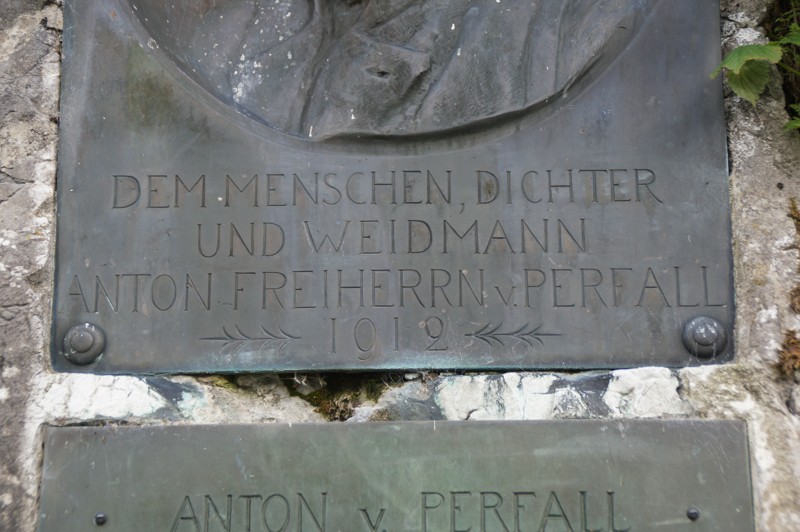 DEM MENSCHEN, DICHTER
UND WEIDMANN
ANTON FREIHERRN v. PERFALL
1912
ANTON v PERFALL